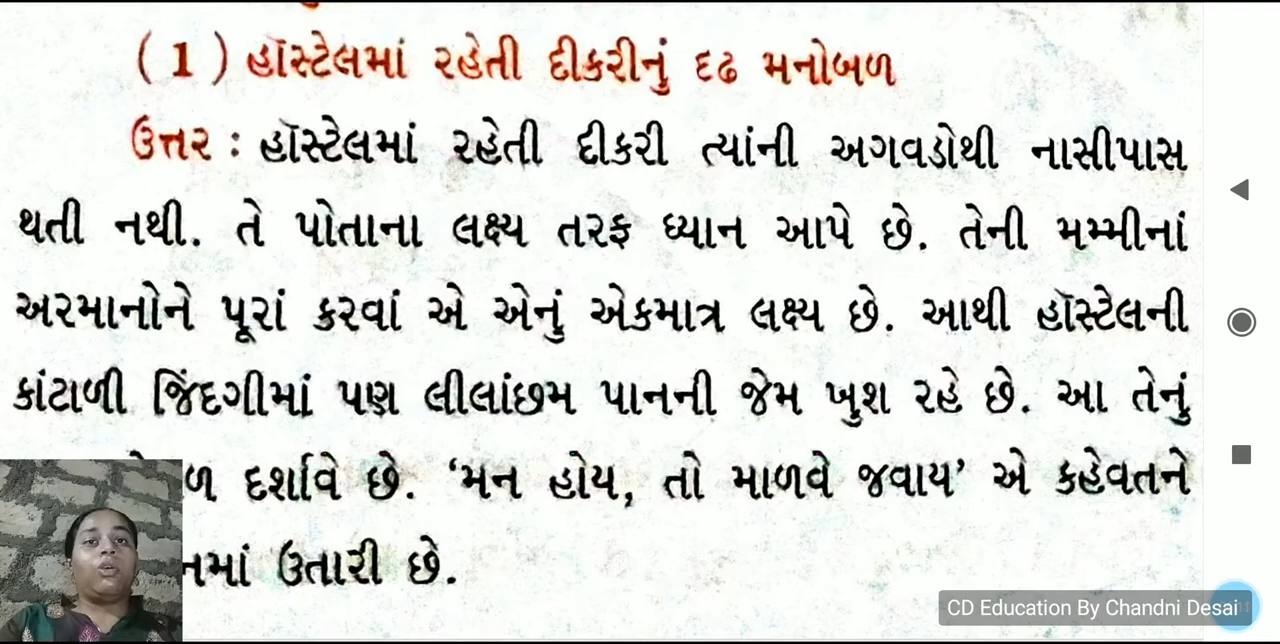 ( 1 ) હૉસ્ટેલમાં રહેતી દીકરીનું દૃઢ મનોબળ
ઉત્તર : હૉસ્ટેલમાં રહેતી દીકરી ત્યાંની અગવડોથી નાસીપાસ
થતી નથી. તે પોતાના લક્ષ્ય તરફ ધ્યાન આપે છે. તેની મમ્મીનાં
અરમાનોને પૂરાં કરવાં એ એનું એકમાત્ર લક્ષ્ય છે. આથી હૉસ્ટેલની
કાંટાળી જિંદગીમાં પણ લીલાંછમ પાનની જેમ ખુશ રહે છે. આ તેનું
દર્શાવે છે. ‘મન હોય, તો માળવે જવાય’ એ કહેવતને
ઉતારી છે.
CD Education By Chandni Desai